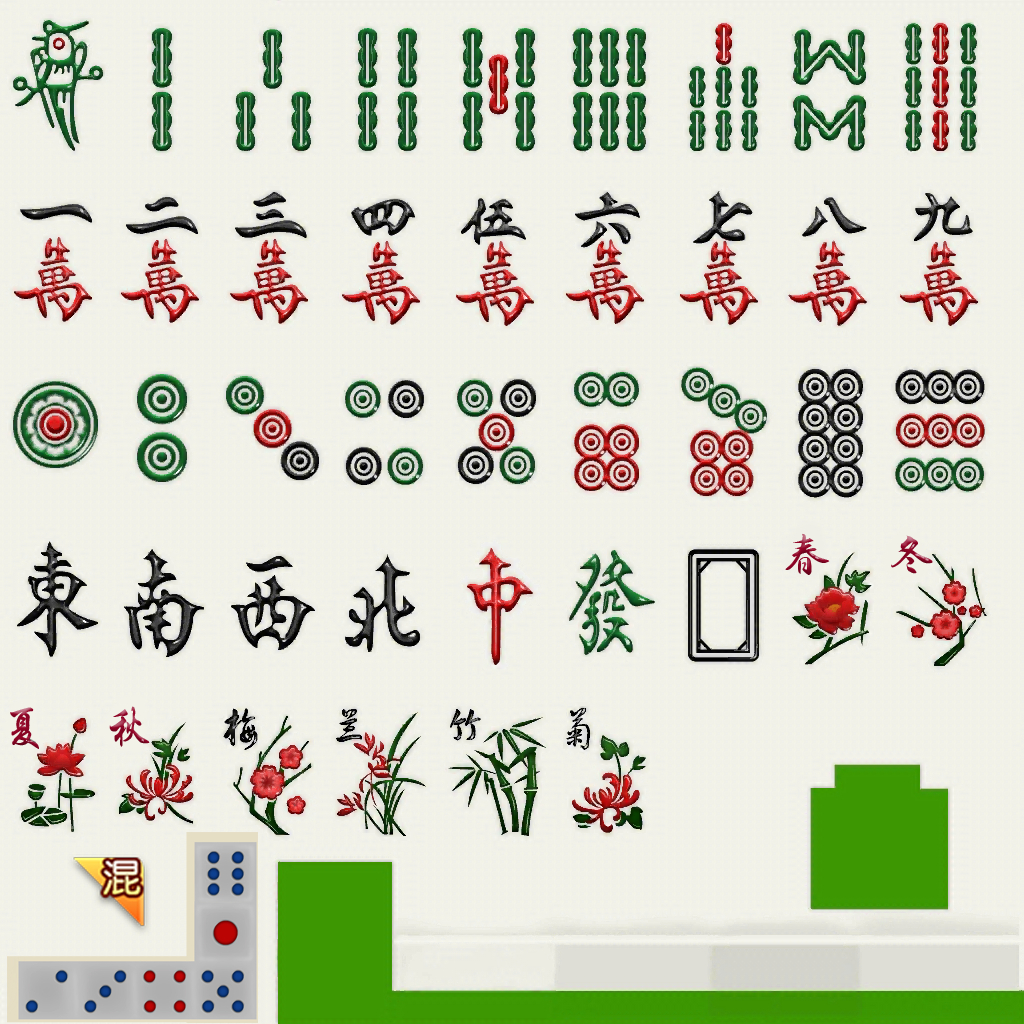 一 二 三 四 伍 六 七 八 九
萬 萬 萬 萬 萬 萬 萬 萬 萬
東 南 西 北 中 發 春 冬
夏 秋 梅 兰 竹 菊
混